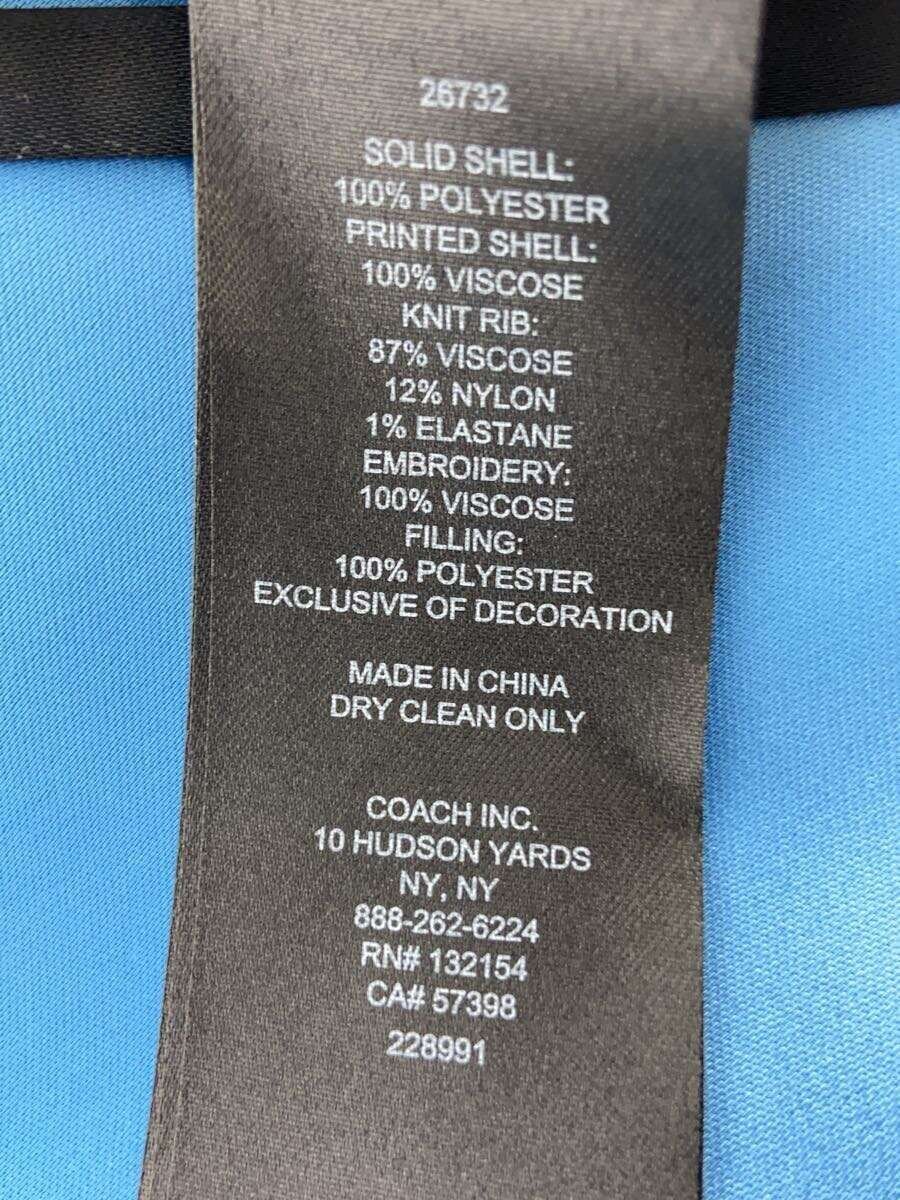 26732
SOLID SHELL:
100% POLYESTER
PRINTED SHELL:
100% VISCOSE
KNIT RIB:
87% VISCOSE
12% NYLON
1% ELASTANE
EMBROIDERY:
100% VISCOSE
FILLING:
100% POLYESTER
EXCLUSIVE OF DECORATION
MADE IN CHINA
DRY CLEAN ONLY
COACH INC.
10 HUDSON YARDS
NY, NY
888-262-6224
RN# 132154
CA# 57398
228991